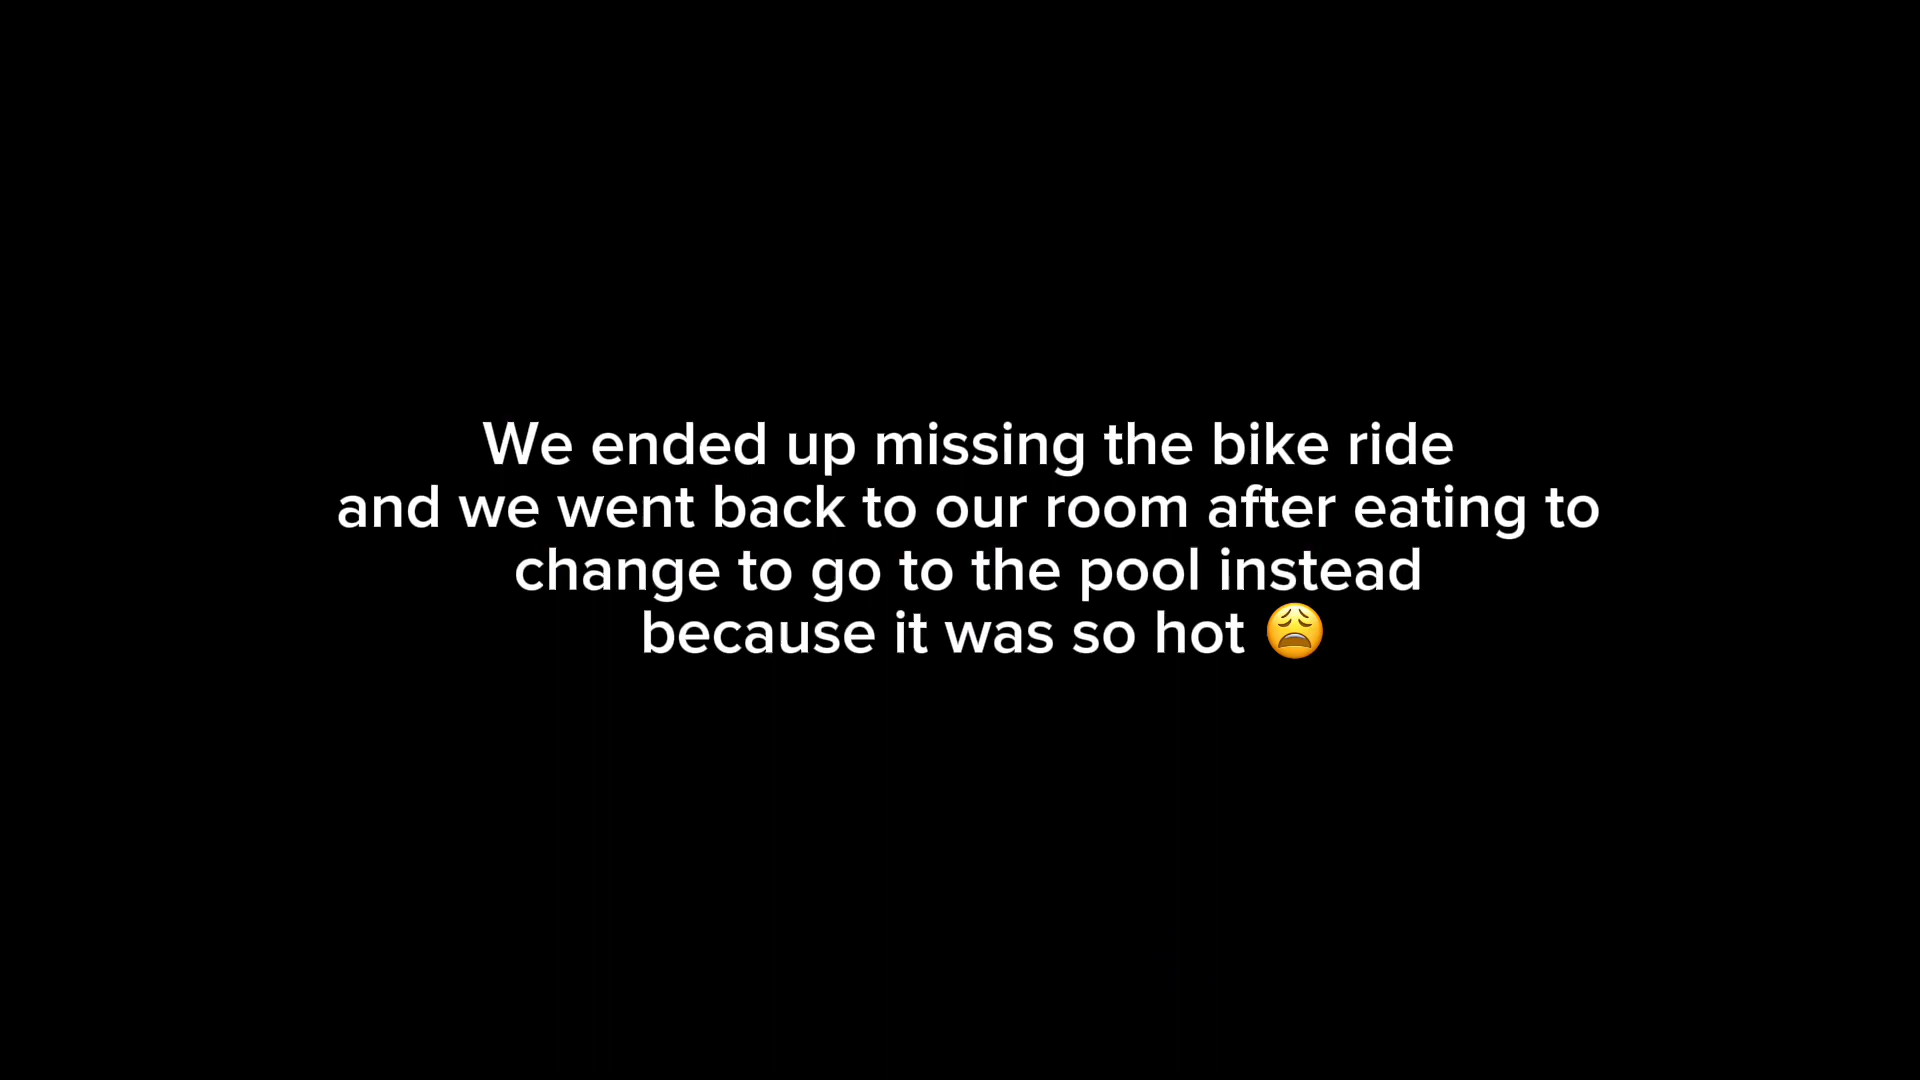 We ended up missing the bike ride
and we went back to our room after eating to
change to go to the pool instead
because it was so hot 😩